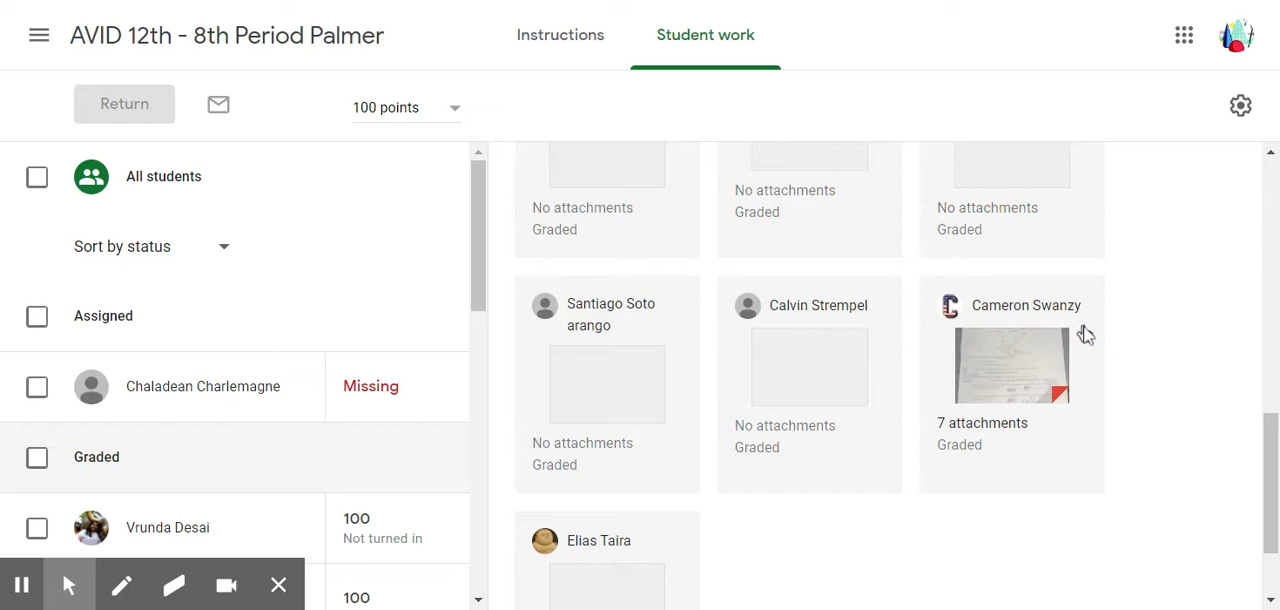 AVID 12th - 8th Period Palmer
Instructions
Student work
Return
100 points
All students
Sort by status
Assigned
Chaladean Charlemagne
Missing
Graded
Vrunda Desai
100
Not turned in
100
No attachments
Graded
No attachments
Graded
No attachments
Graded
Santiago Soto
arango
No attachments
Graded
Calvin Strempel
No attachments
Graded
C
Cameron Swanzy
7 attachments
Graded
Elias Taira